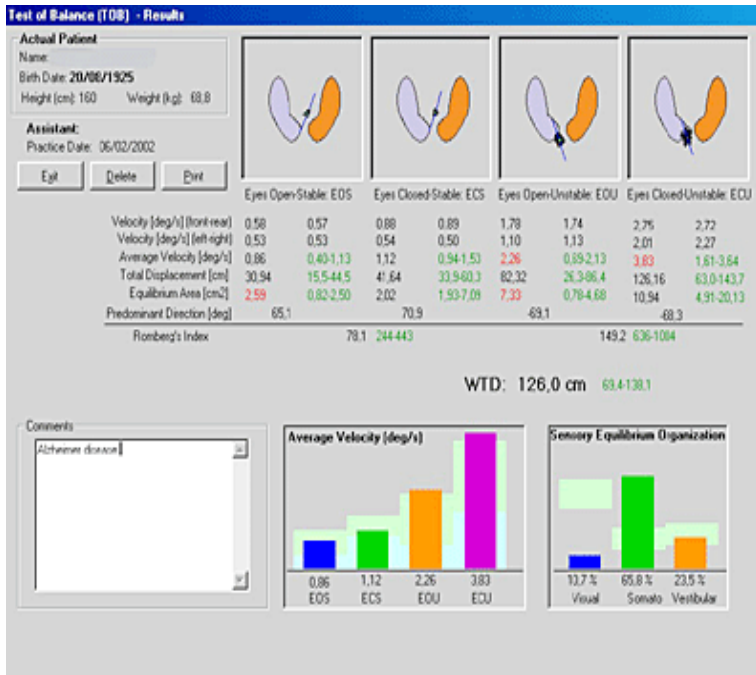 Test of Balance (TOB) - Results
Actual Patient
Name:
Birth Date: 20/08/1925
Height (cm): 160 Weight (kg): 68,8
Assistant:
Practice Date: 06/02/2002
Exit Delete Print
Eyes Open-Stable: EOS Eyes Closed-Stable: ECS Eyes Open-Unstable: EOU Eyes Closed-Unstable: ECU
Velocity [deg/s] (front-rear) 0,58 0,57 0,88 0,89 1,78 1,74 2,75 2,72
Velocity [deg/s] (left-right) 0,53 0,53 0,54 0,50 1,10 1,13 2,01 2,27
Average Velocity [deg/s] 0,86 0,40-1,13 1,12 0,94-1,53 2,26 0,69-2,13 3,83 1,61-3,64
Total Displacement [cm] 30,94 15,5-44,5 41,64 33,9-60,3 82,32 26,3-86,4 126,16 63,0-143,7
Equilibrium Area [cm2] 2,59 0,82-2,50 2,02 1,93-7,09 7,33 0,78-4,68 10,94 4,91-20,13
Predominant Direction [deg] 65,1 70,9 -69,1 -68,3
Romberg's Index 78,1 244-443 149,2 636-1084
WTD: 126,0 cm 69,4-138,1
Comments
Alzheimer disease
Average Velocity (deg/s)
0,86 1,12 2,26 3,83
EOS ECS EOU ECU
Sensory Equilibrium Organization
10,7 % 65,8 % 23,5 %
Visual Somato Vestibular